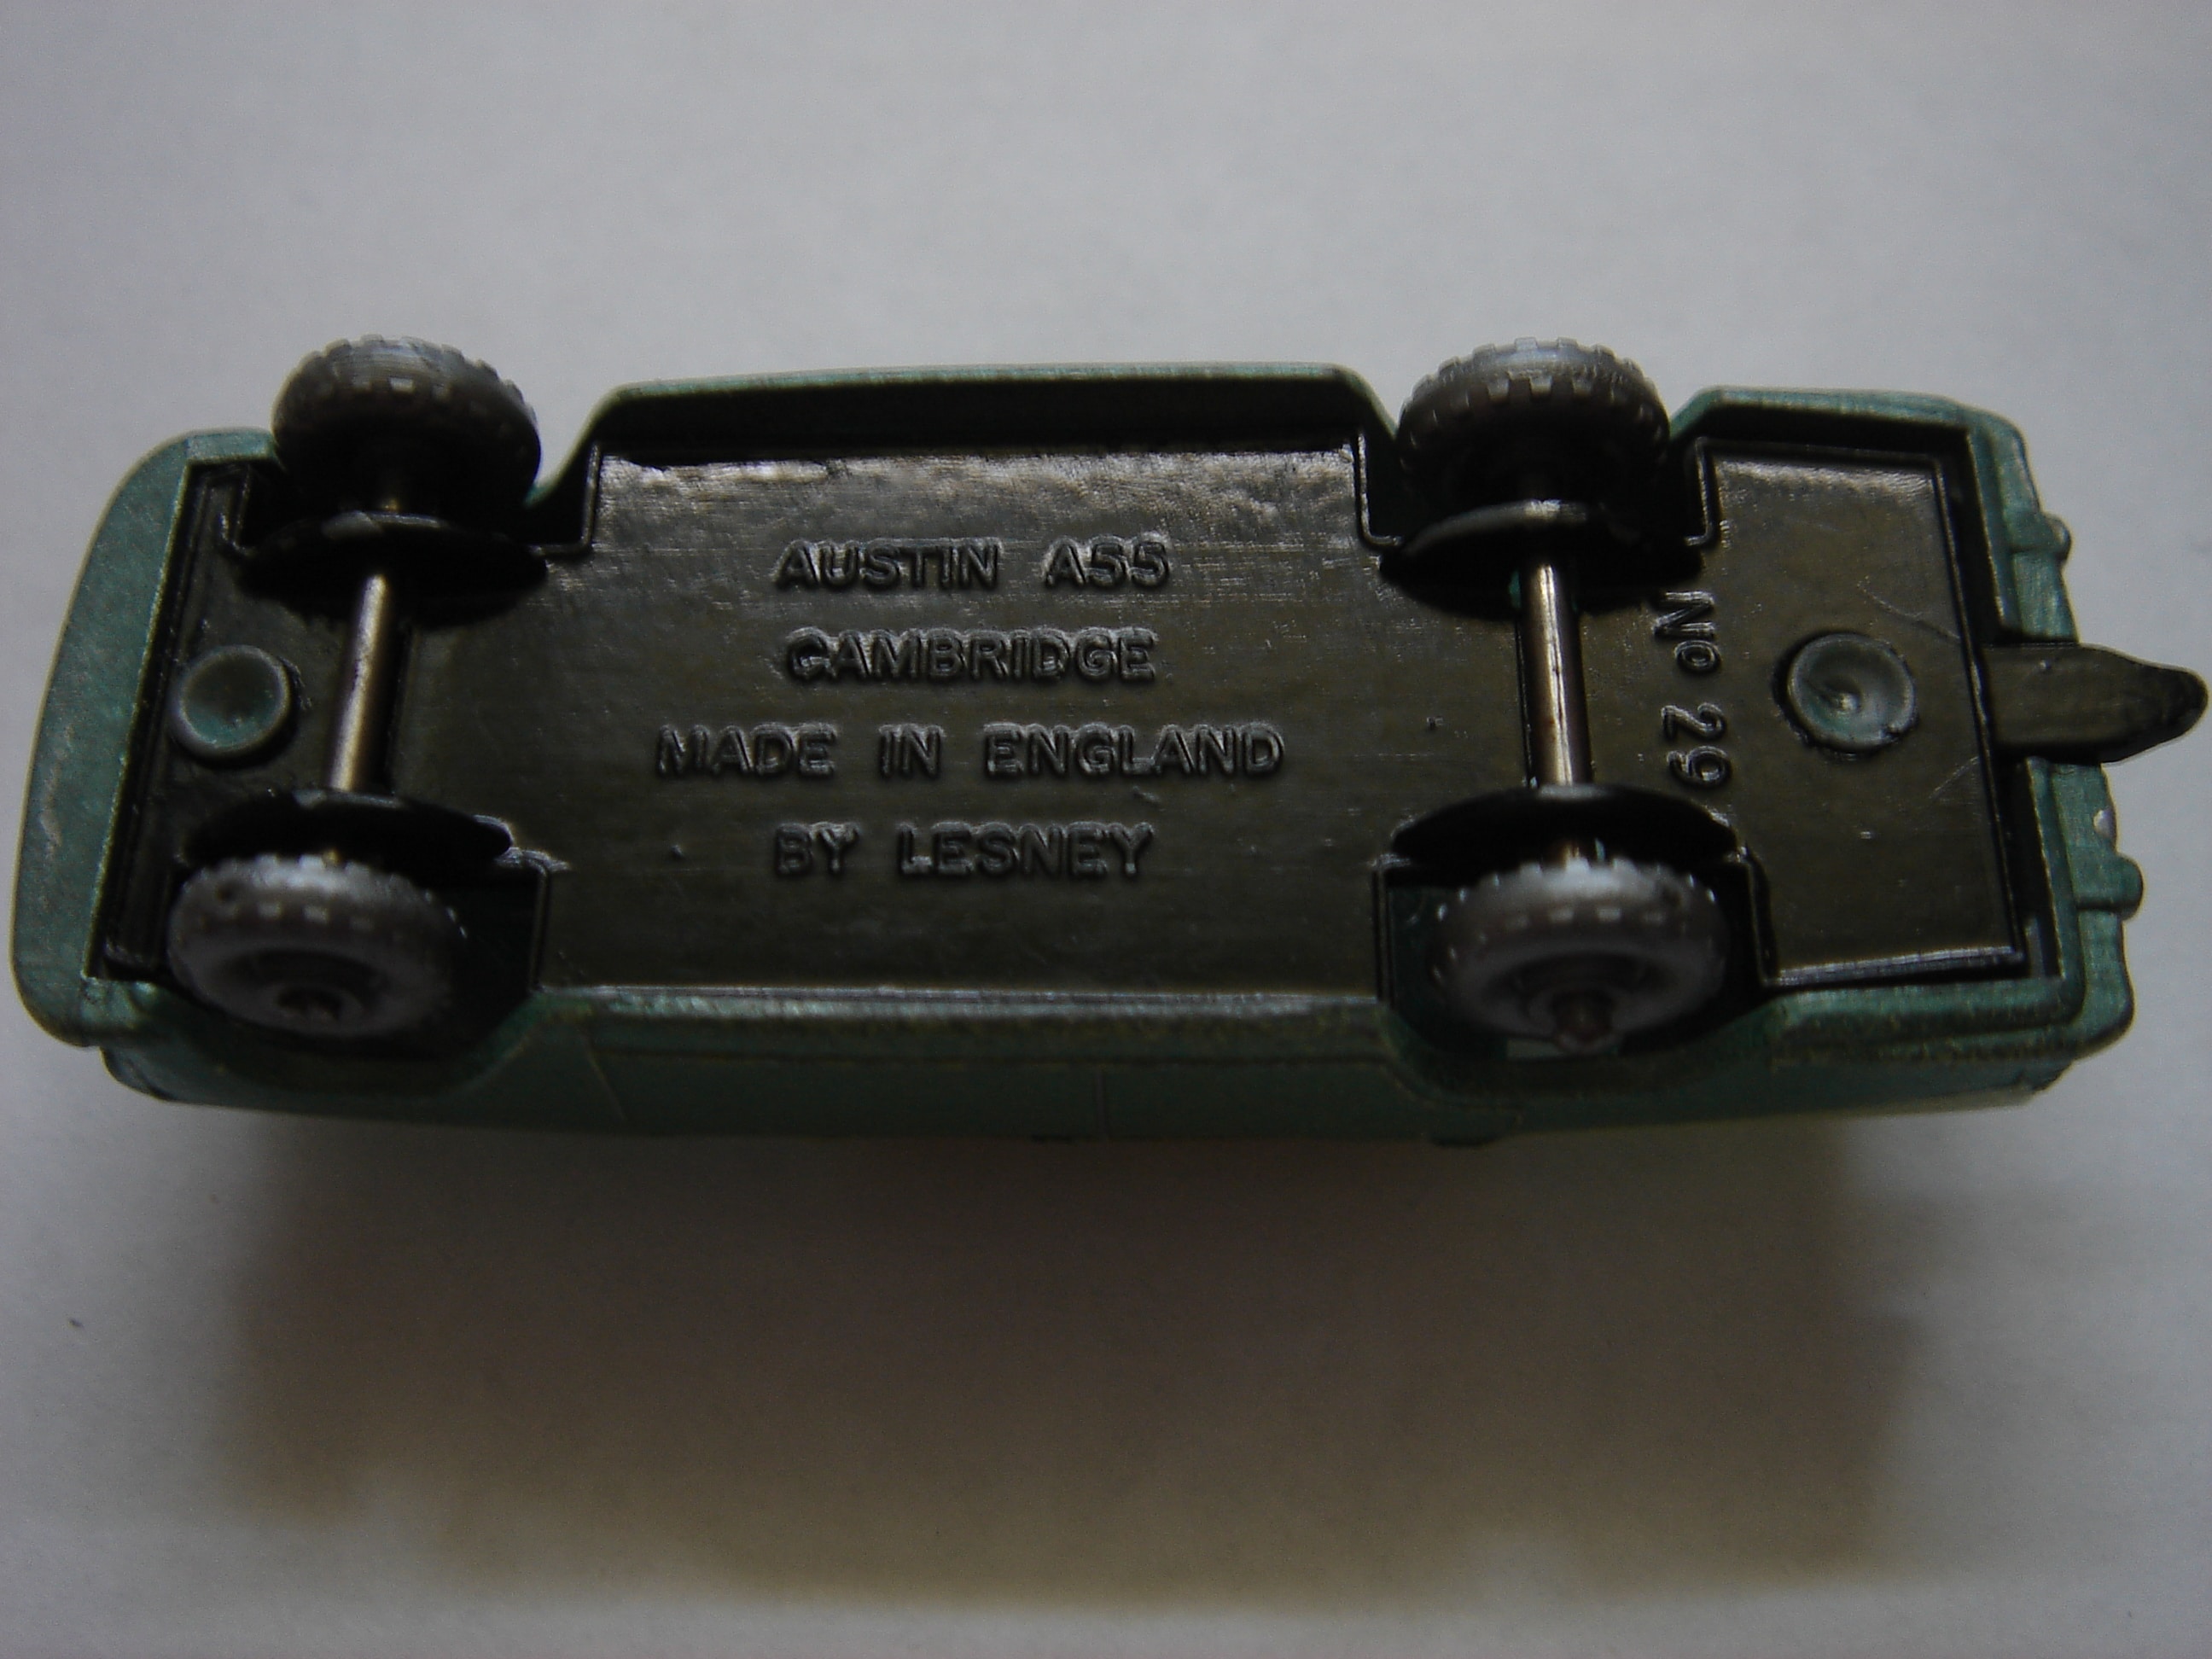 AUSTIN A55
CAMBRIDGE
MADE IN ENGLAND
BY LESNEY
No 29